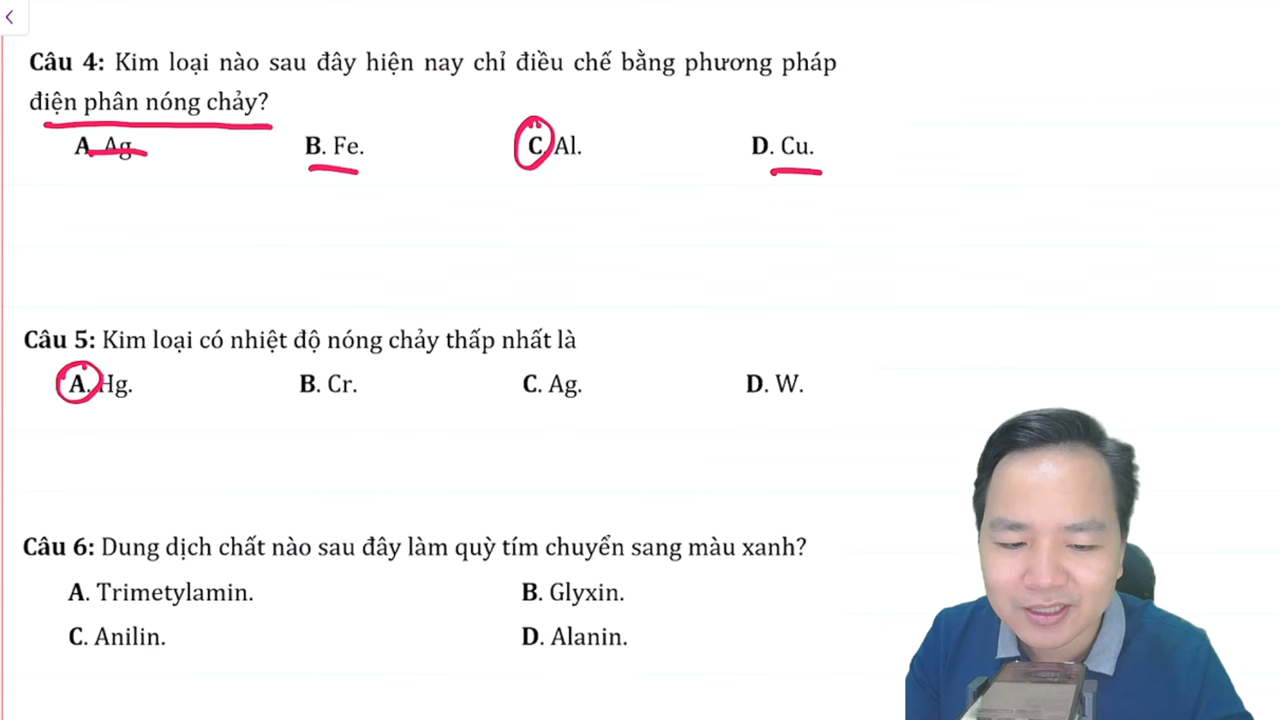 Câu 4: Kim loại nào sau đây hiện nay chỉ điều chế bằng phương pháp
điện phân nóng chảy?
A. Ag. B. Fe. C. Al. D. Cu.
Câu 5: Kim loại có nhiệt độ nóng chảy thấp nhất là
A. Hg. B. Cr. C. Ag. D. W.
Câu 6: Dung dịch chất nào sau đây làm quỳ tím chuyển sang màu xanh?
A. Trimetylamin. B. Glyxin.
C. Anilin. D. Alanin.